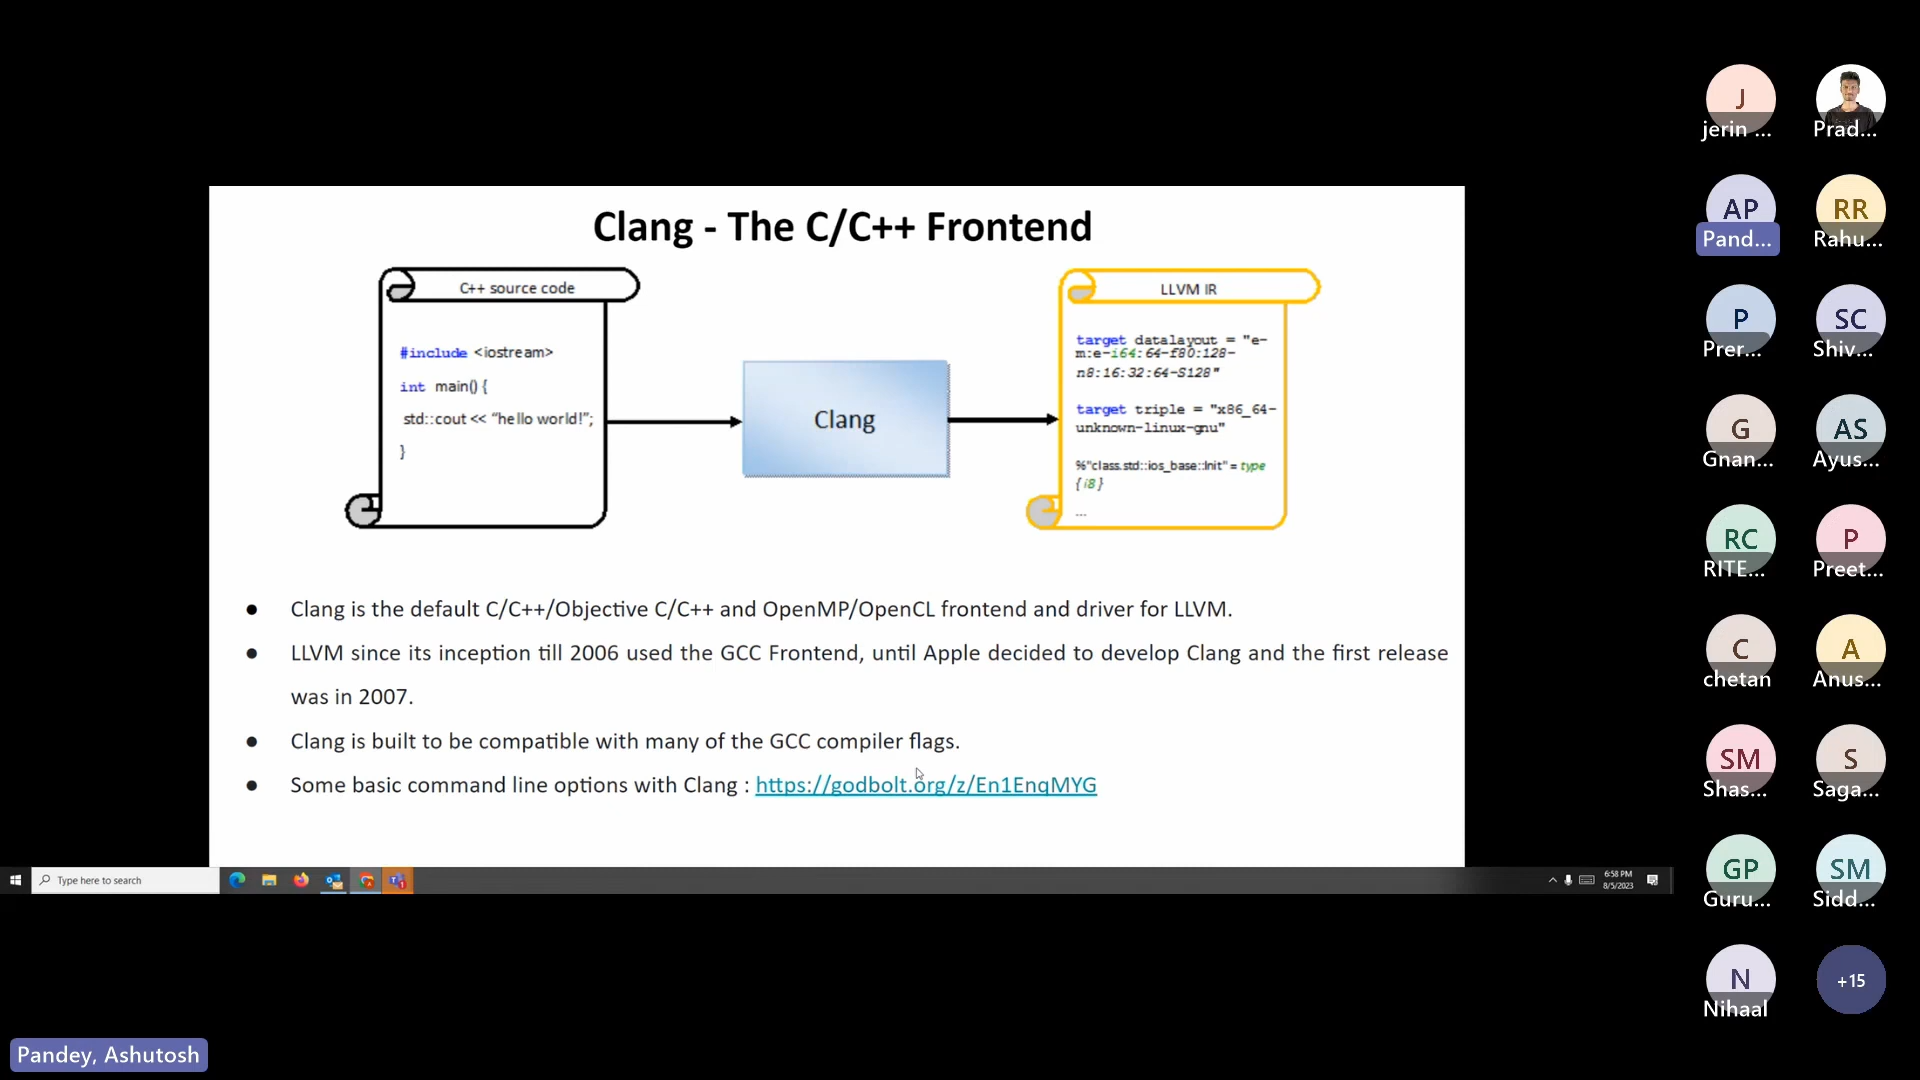 Clang - The C/C++ Frontend
C++ source code
#include <iostream>
int main() {
std::cout << “hello world!”;
}
Clang
LLVM IR
target datalayout = "e-
m:e-i64:64-f80:128-
n8:16:32:64-S128"
target triple = "x86_64-
unknown-linux-gnu"
%"class.std::ios_base::Init" = type
{ i8 }
...
● Clang is the default C/C++/Objective C/C++ and OpenMP/OpenCL frontend and driver for LLVM.
● LLVM since its inception till 2006 used the GCC Frontend, until Apple decided to develop Clang and the first release
was in 2007.
● Clang is built to be compatible with many of the GCC compiler flags.
● Some basic command line options with Clang : https://godbolt.org/z/En1EnqMYG
Type here to search
6:58 PM
8/5/2023
Pandey, Ashutosh
J
jerin ...
Prad...
AP
Pand...
RR
Rahu...
P
Prer...
SC
Shiv...
G
Gnan...
AS
Ayus...
RC
RITE...
P
Preet...
C
chetan
A
Anus...
SM
Shas...
S
Saga...
GP
Guru...
SM
Sidd...
N
Nihaal
+15